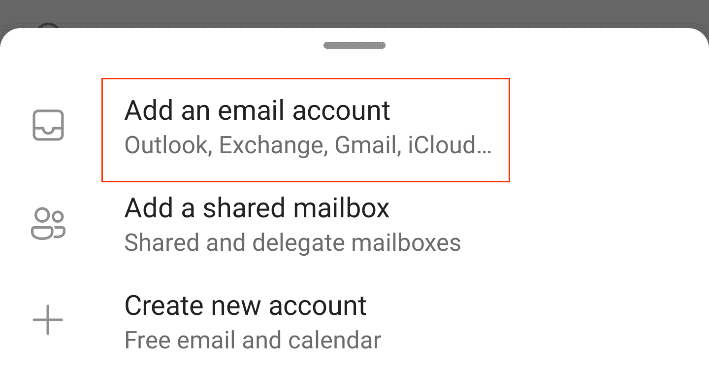 Add an email account
Outlook, Exchange, Gmail, iCloud...
Add a shared mailbox
Shared and delegate mailboxes
Create new account
Free email and calendar